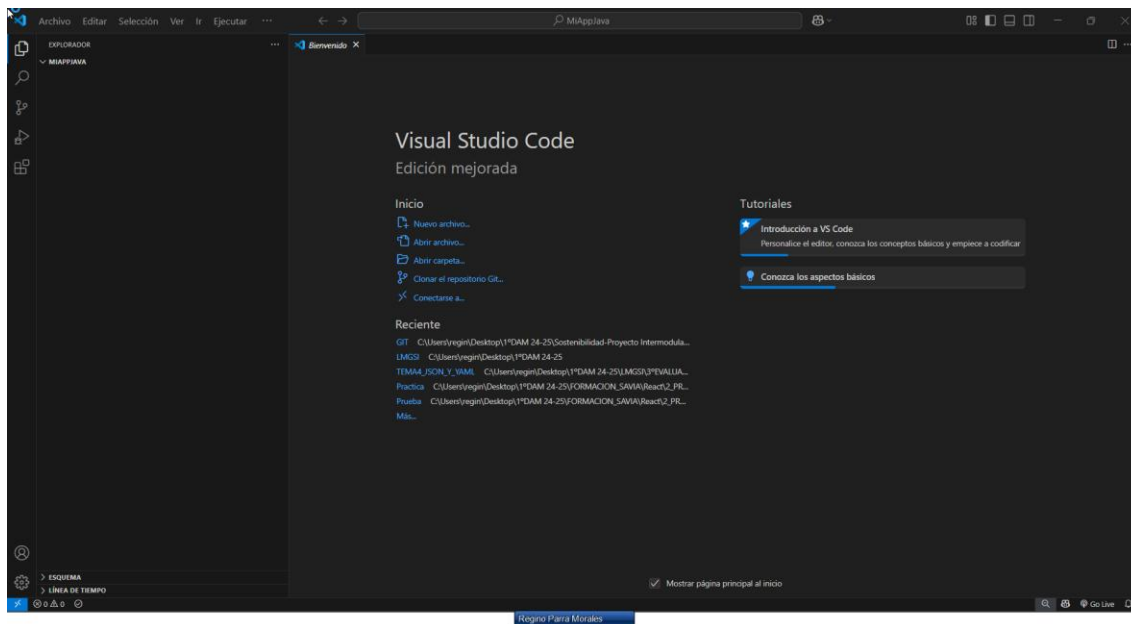 Archivo Editar Selección Ver Ir Ejecutar ··· MiAppJava
EXPLORADOR ···
MIAPPJAVA
Bienvenido
Visual Studio Code
Edición mejorada
Inicio
Nuevo archivo...
Abrir archivo...
Abrir carpeta...
Clonar el repositorio Git...
Conectarse a...
Reciente
GIT C:\Users\regin\Desktop\1ºDAM 24-25\Sostenibilidad-Proyecto Intermodula...
LMGSI C:\Users\regin\Desktop\1ºDAM 24-25
TEMA4_JSON_Y_YAML C:\Users\regin\Desktop\1ºDAM 24-25\LMGSI\3ºEVALUA...
Practica C:\Users\regin\Desktop\1ºDAM 24-25\FORMACION_SAVIA\React\2_PR...
Prueba C:\Users\regin\Desktop\1ºDAM 24-25\FORMACION_SAVIA\React\2_PR...
Más...
Tutoriales
Introducción a VS Code
Personalice el editor, conozca los conceptos básicos y empiece a codificar
Conozca los aspectos básicos
Mostrar página principal al inicio
ESQUEMA
LÍNEA DE TIEMPO
0 0 Go Live
Regino Parra Morales